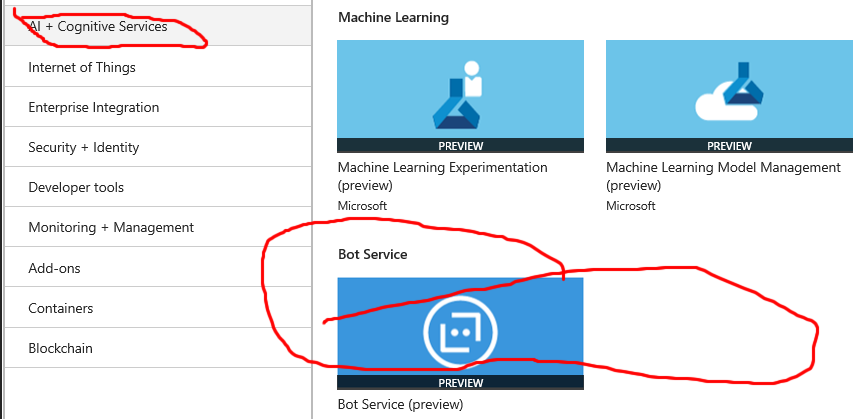 AI + Cognitive Services
Internet of Things
Enterprise Integration
Security + Identity
Developer tools
Monitoring + Management
Add-ons
Containers
Blockchain
Machine Learning
PREVIEW
Machine Learning Experimentation
(preview)
Microsoft
PREVIEW
Machine Learning Model Management
(preview)
Microsoft
Bot Service
PREVIEW
Bot Service (preview)